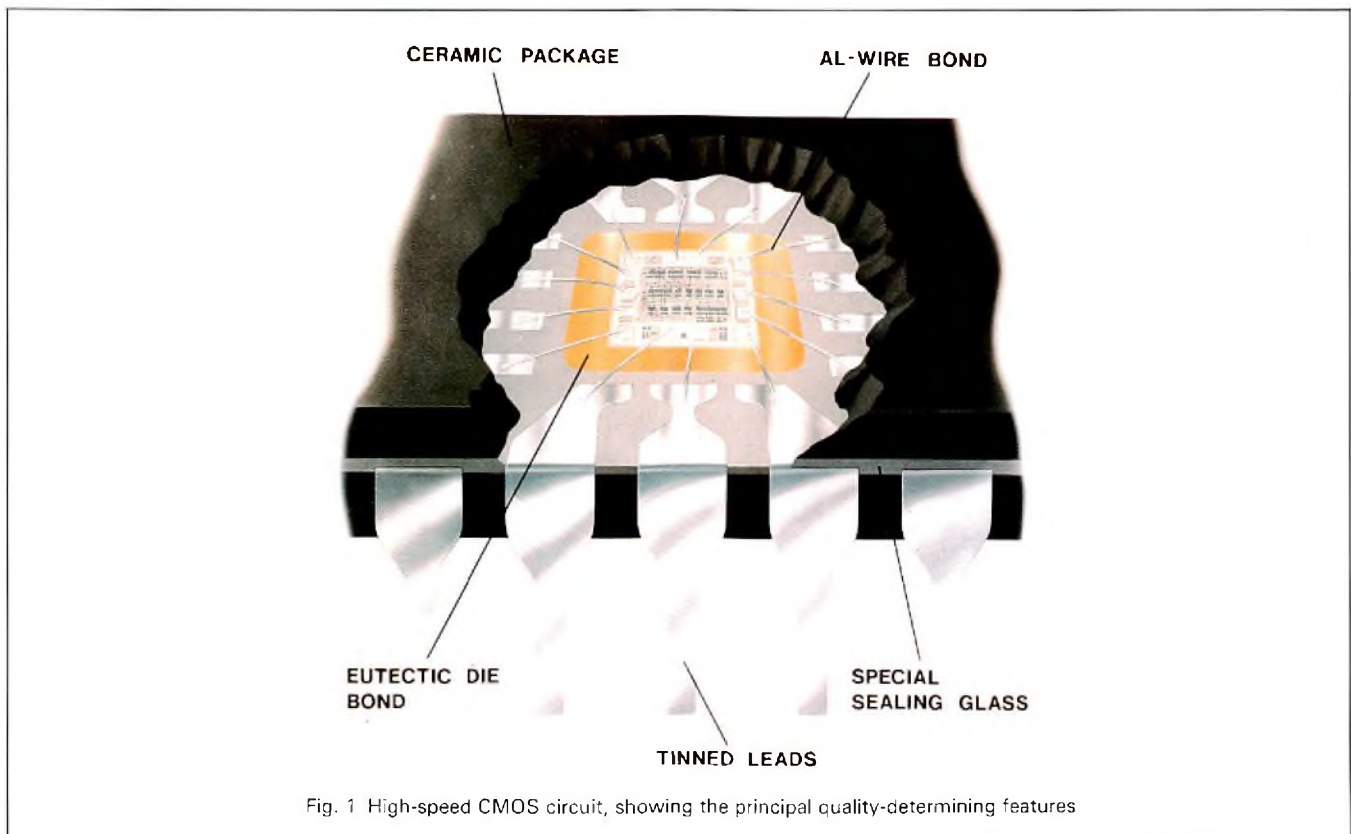 CERAMIC PACKAGE
AL-WIRE BOND
EUTECTIC DIE
BOND
SPECIAL
SEALING GLASS
TINNED LEADS
Fig. 1 High-speed CMOS circuit, showing the principal quality-determining features